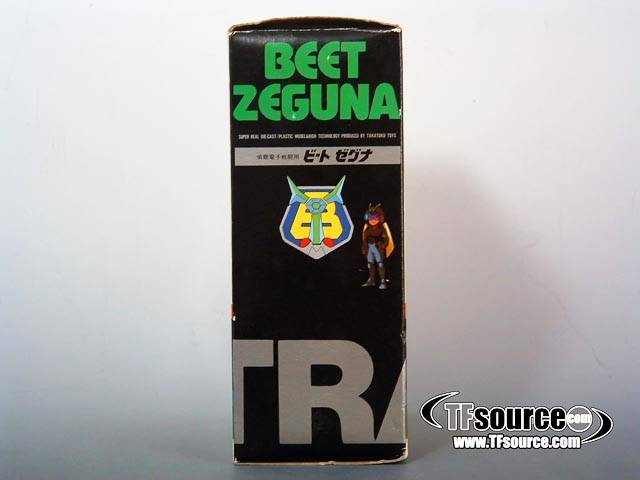 BEET
ZEGUNA
SUPER REAL DIE-CAST/PLASTIC MODELARION TECHNOLOGY PRODUCED BY TAKATOKU TOYS
ビート ゼグナ
B
TRA
TFsource.com
www.TFsource.com